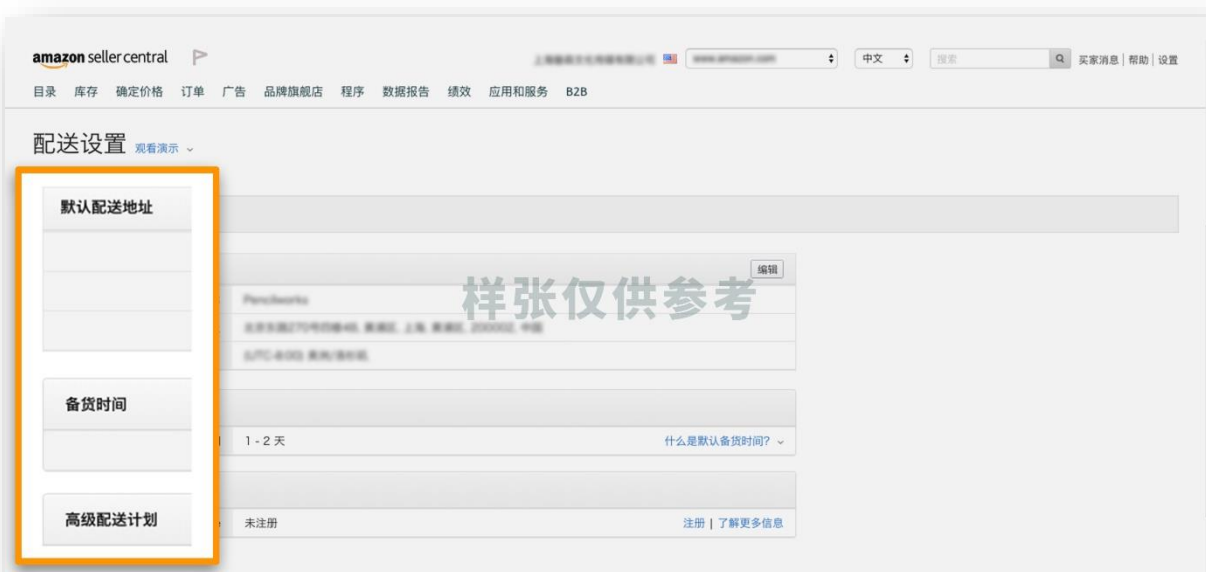 amazon seller central
中文
搜索
买家消息 | 帮助 | 设置
目录 库存 确定价格 订单 广告 品牌旗舰店 程序 数据报告 绩效 应用和服务 B2B
配送设置 观看演示
默认配送地址
编辑
样张仅供参考
备货时间
1 - 2 天 什么是默认备货时间?
高级配送计划
未注册 注册 | 了解更多信息